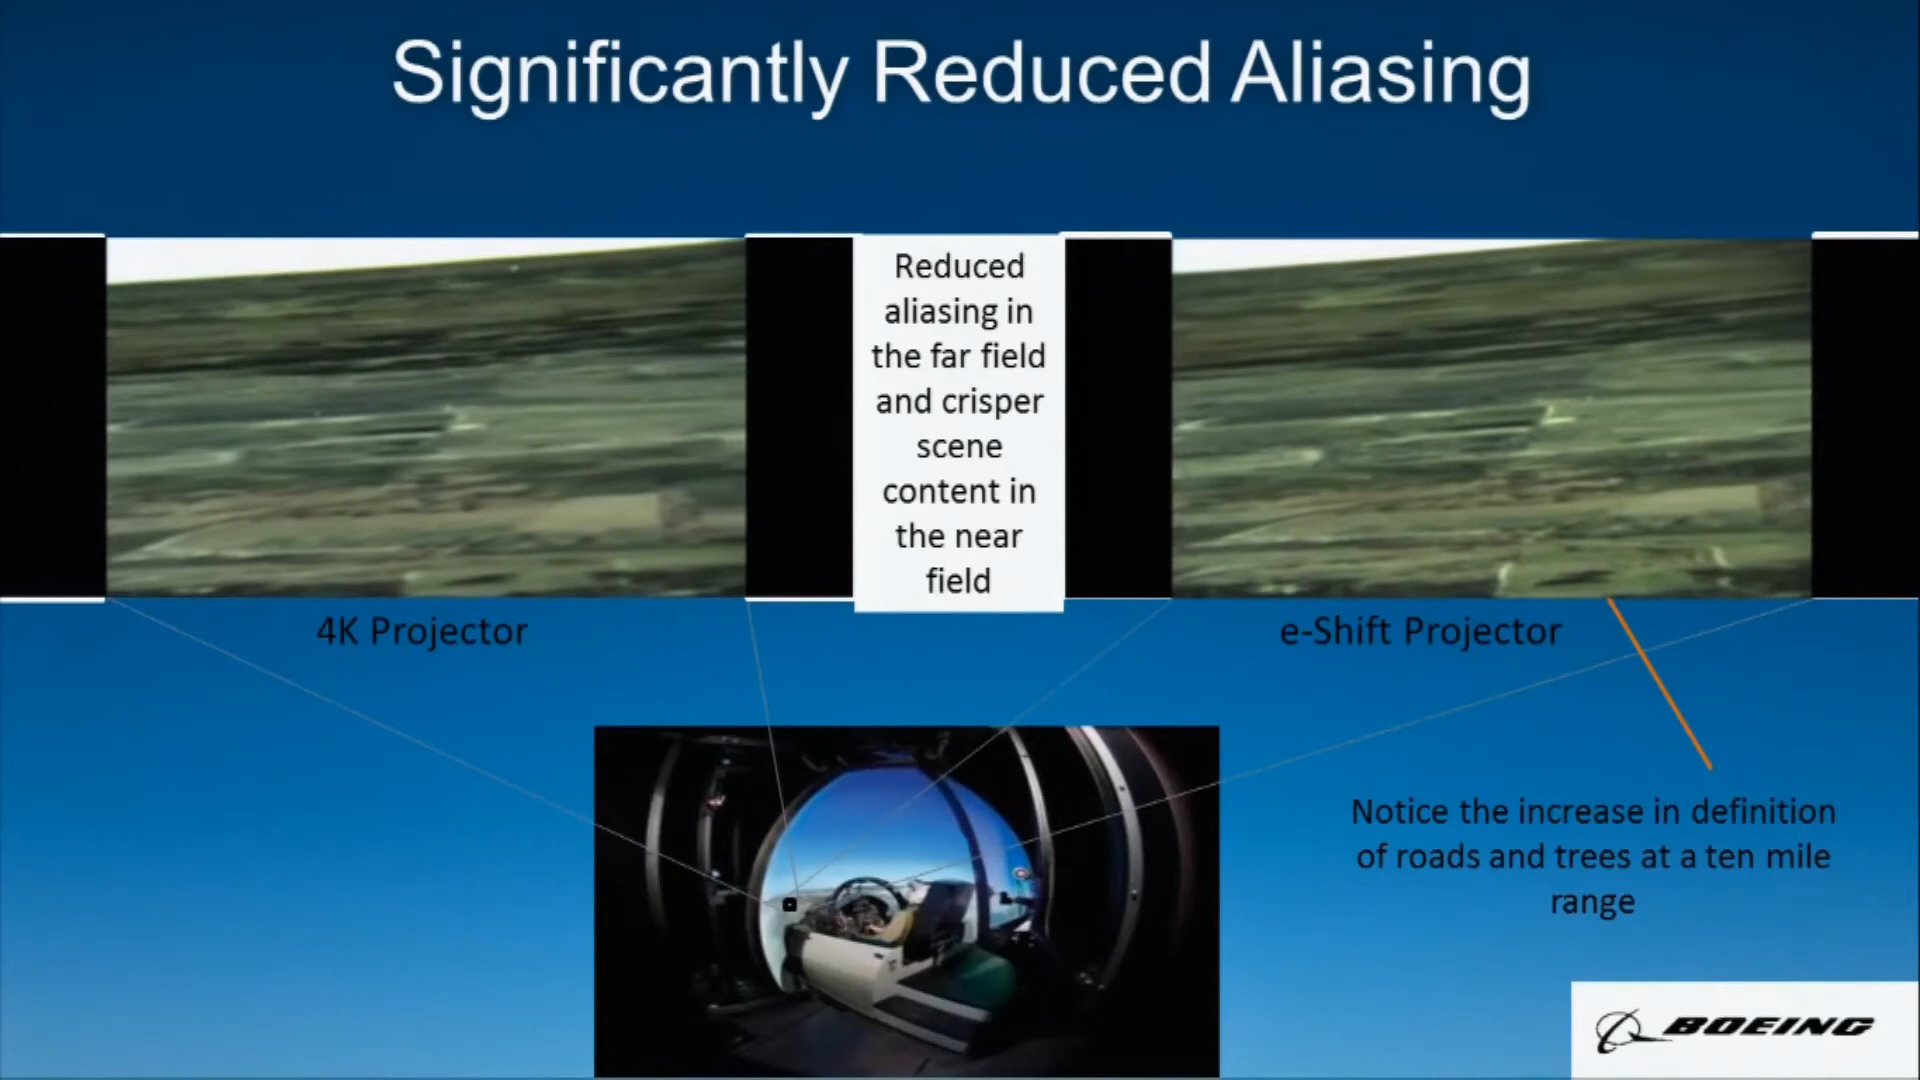 Significantly Reduced Aliasing
Reduced
aliasing in
the far field
and crisper
scene
content in
the near
field
4K Projector
e-Shift Projector
Notice the increase in definition
of roads and trees at a ten mile
range
BOEING